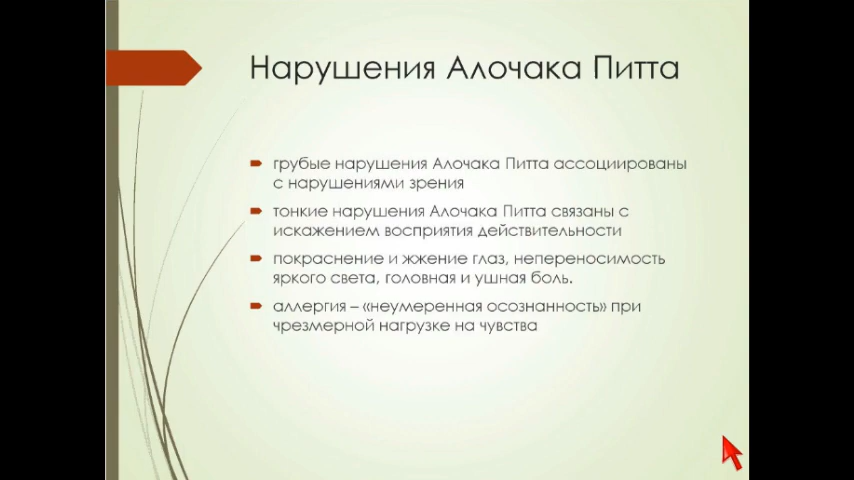 Нарушения Алочака Питта
грубые нарушения Алочака Питта ассоциированы
с нарушениями зрения
тонкие нарушения Алочака Питта связаны с
искажением восприятия действительности
покраснение и жжение глаз, непереносимость
яркого света, головная и ушная боль.
аллергия – «неумеренная осознанность» при
чрезмерной нагрузке на чувства